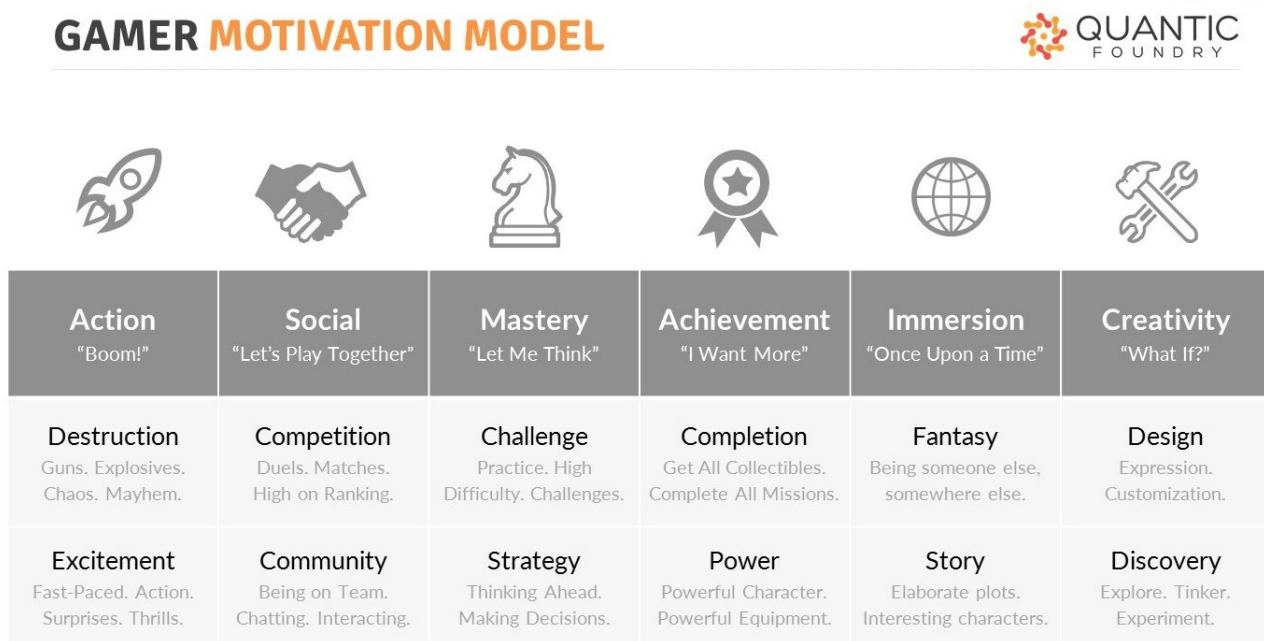 GAMER MOTIVATION MODEL
QUANTIC
FOUNDRY
Action
“Boom!”
Social
“Let’s Play Together”
Mastery
“Let Me Think”
Achievement
“I Want More”
Immersion
“Once Upon a Time”
Creativity
“What If?”
Destruction
Guns. Explosives.
Chaos. Mayhem.
Competition
Duels. Matches.
High on Ranking.
Challenge
Practice. High
Difficulty. Challenges.
Completion
Get All Collectibles.
Complete All Missions.
Fantasy
Being someone else,
somewhere else.
Design
Expression.
Customization.
Excitement
Fast-Paced. Action.
Surprises. Thrills.
Community
Being on Team.
Chatting. Interacting.
Strategy
Thinking Ahead.
Making Decisions.
Power
Powerful Character.
Powerful Equipment.
Story
Elaborate plots.
Interesting characters.
Discovery
Explore. Tinker.
Experiment.